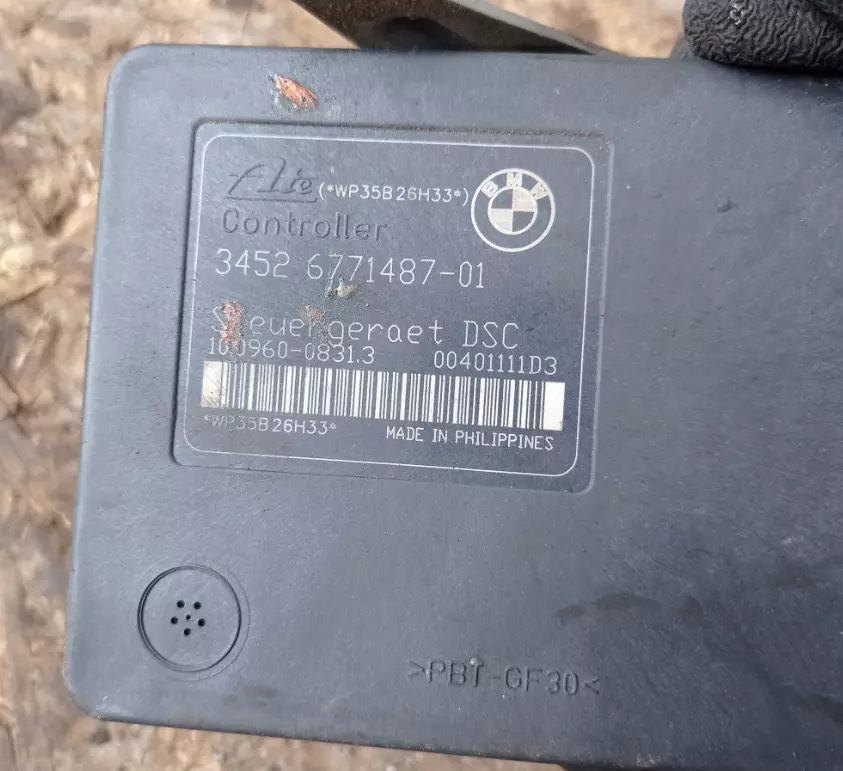 Ate (*WP35B26H33*)
BMW
Controller
3452 6771487-01
Steuergeraet DSC
10.0960-0831.3 00401111D3
*WP35B26H33*
MADE IN PHILIPPINES
>PBT-GF30<